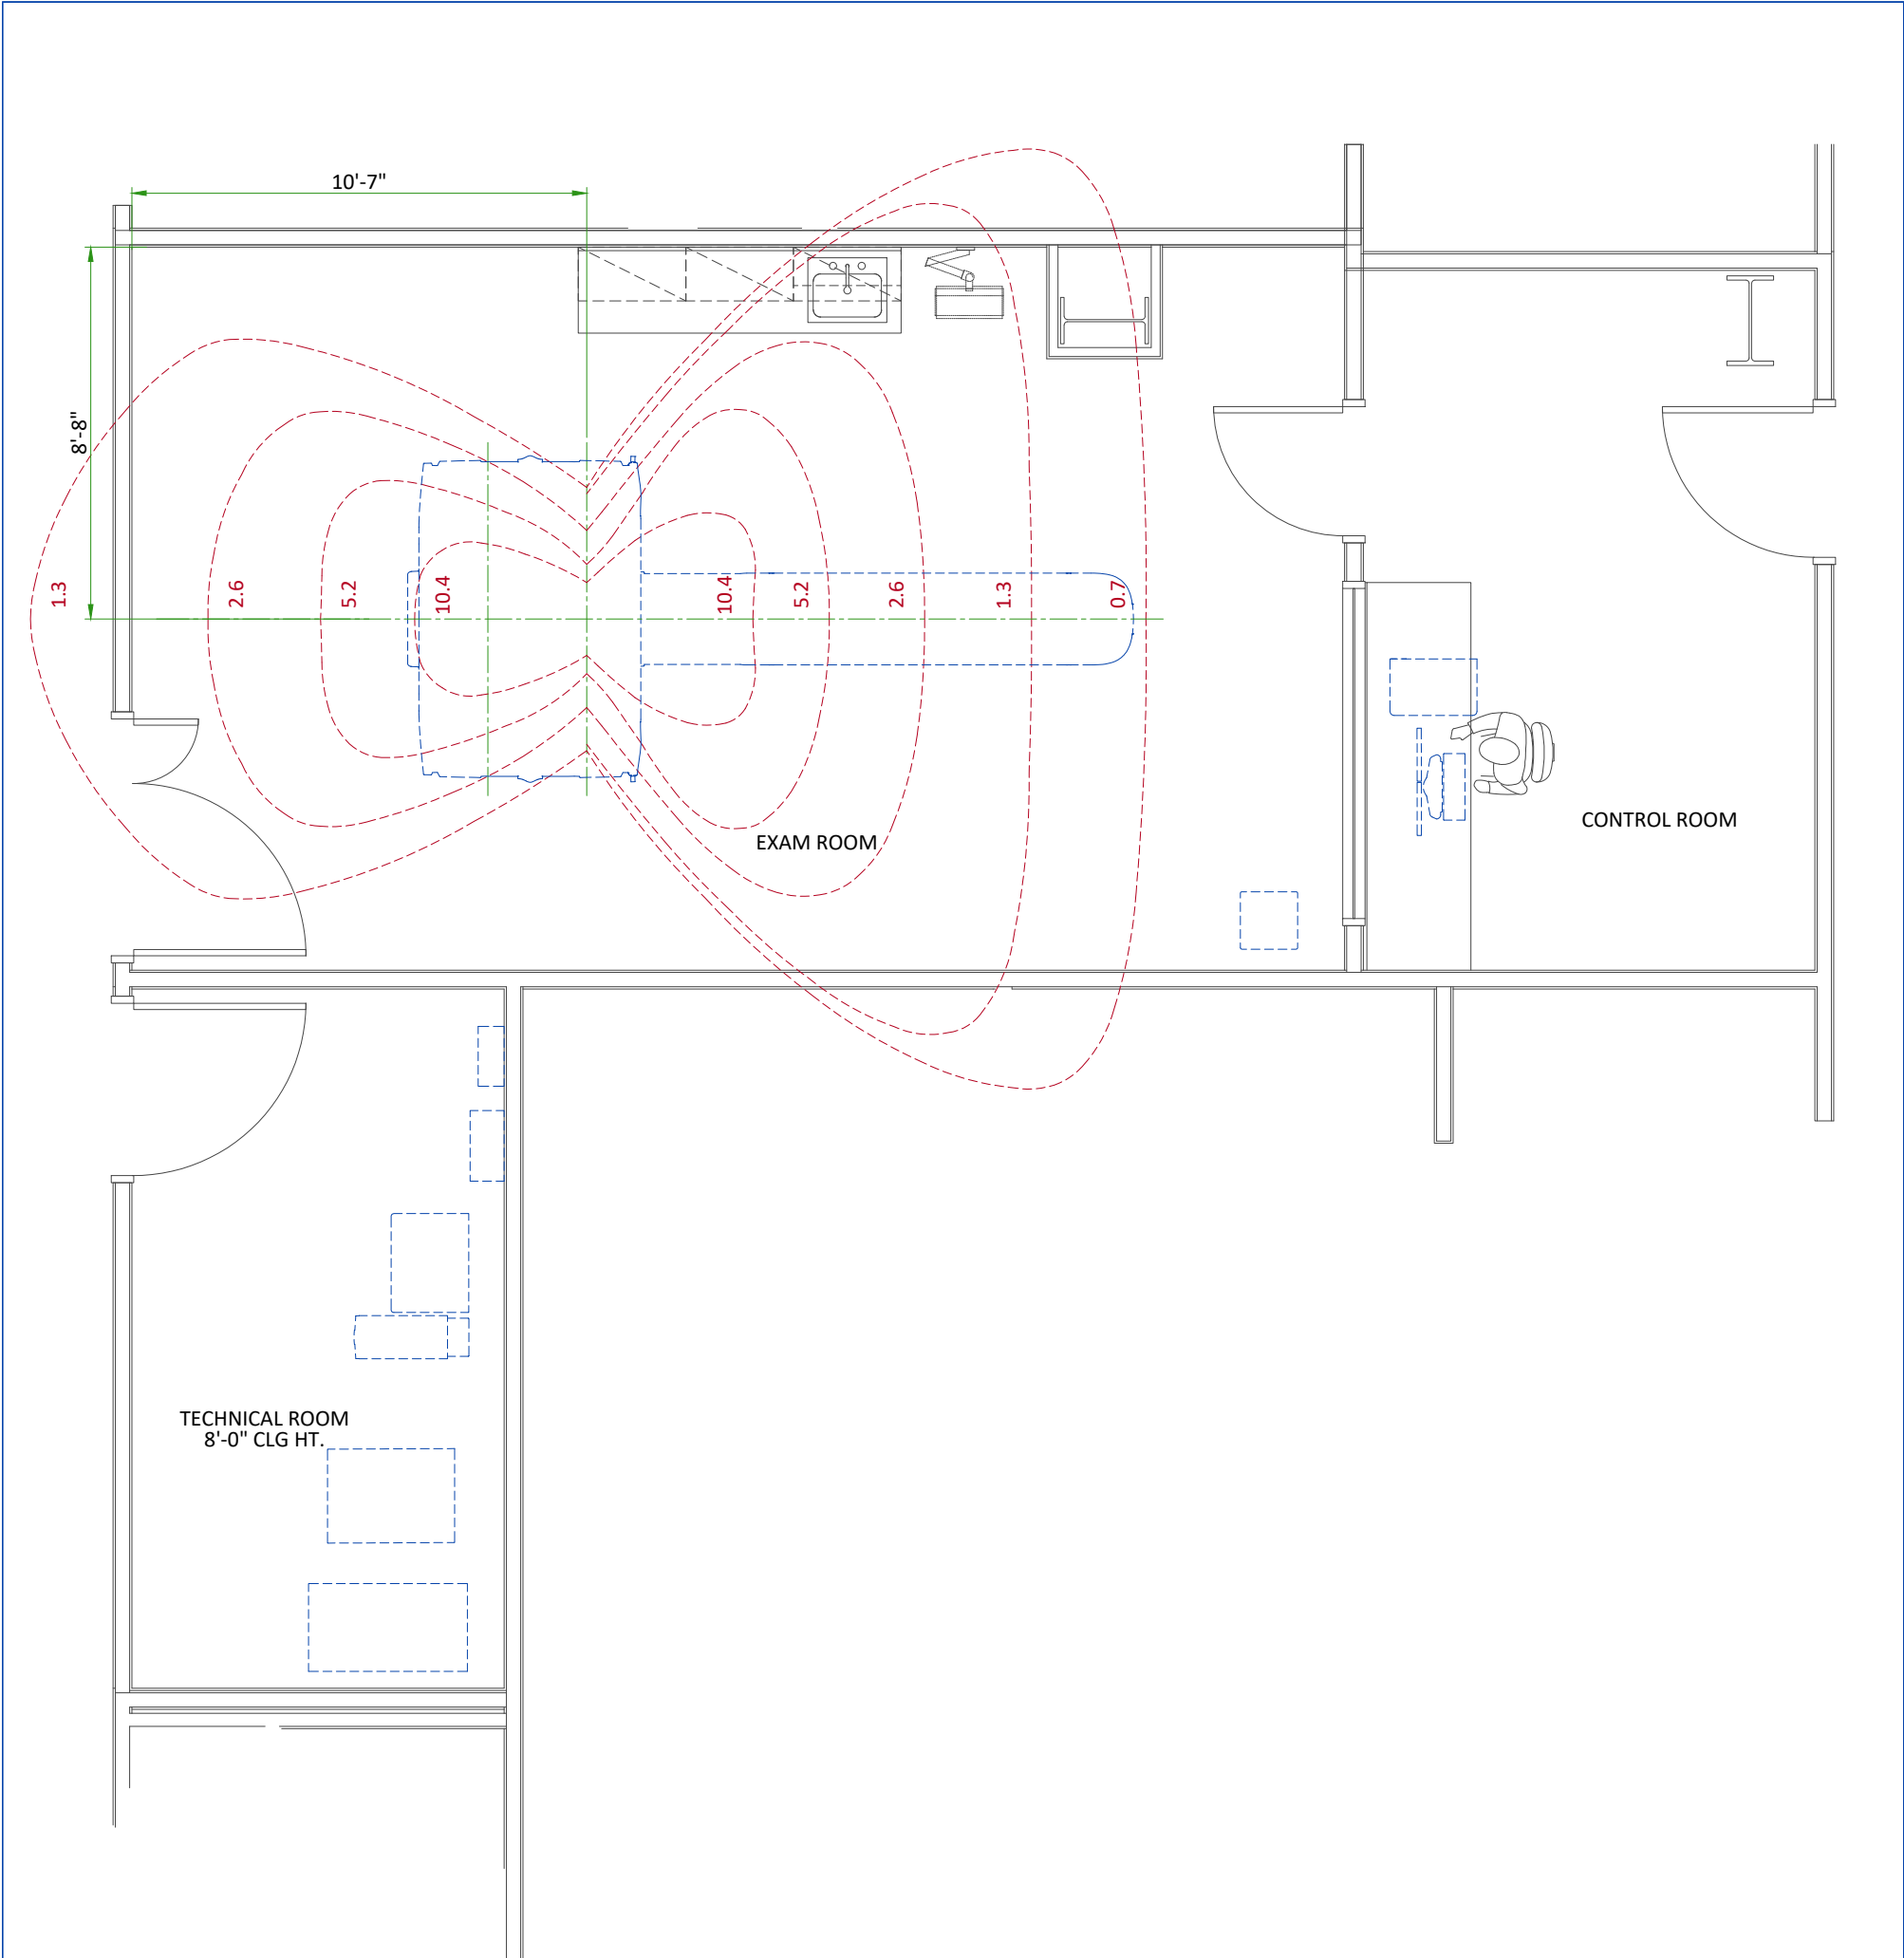 10'-7"
8'-8"
1.3
2.6
5.2
10.4
10.4
5.2
2.6
1.3
0.7
EXAM ROOM
CONTROL ROOM
TECHNICAL ROOM
8'-0" CLG HT.